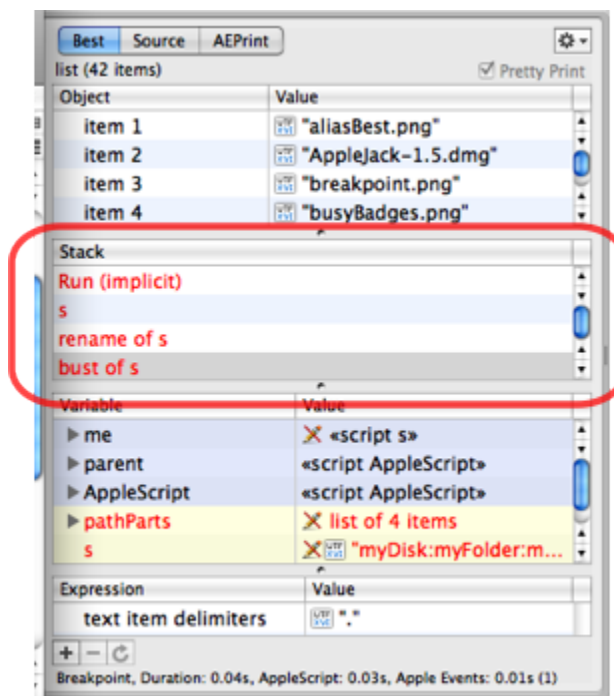 Best Source AEPrint
list (42 items) Pretty Print
Object Value
item 1 "aliasBest.png"
item 2 "AppleJack-1.5.dmg"
item 3 "breakpoint.png"
item 4 "busyBadges.png"
Stack
Run (implicit)
s
rename of s
bust of s
Variable Value
me «script s»
parent «script AppleScript»
AppleScript «script AppleScript»
pathParts list of 4 items
s "myDisk:myFolder:m...
Expression Value
text item delimiters "."
Breakpoint, Duration: 0.04s, AppleScript: 0.03s, Apple Events: 0.01s (1)